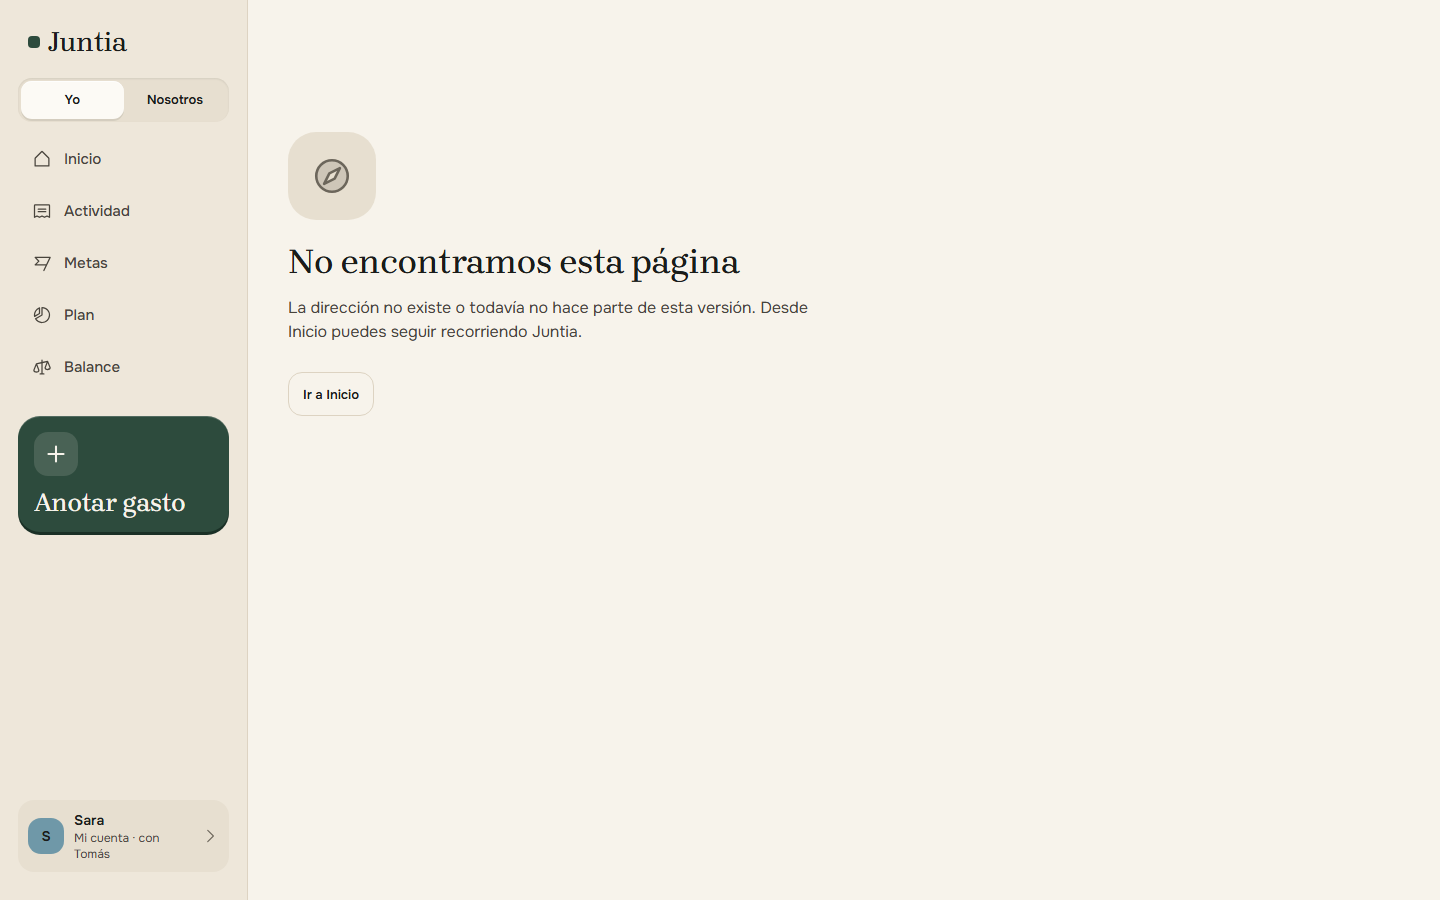 Juntia
Yo
Nosotros
Inicio
Actividad
Metas
Plan
Balance
Anotar gasto
S
Sara
Mi cuenta · con
Tomás
No encontramos esta página
La dirección no existe o todavía no hace parte de esta versión. Desde
Inicio puedes seguir recorriendo Juntia.
Ir a Inicio